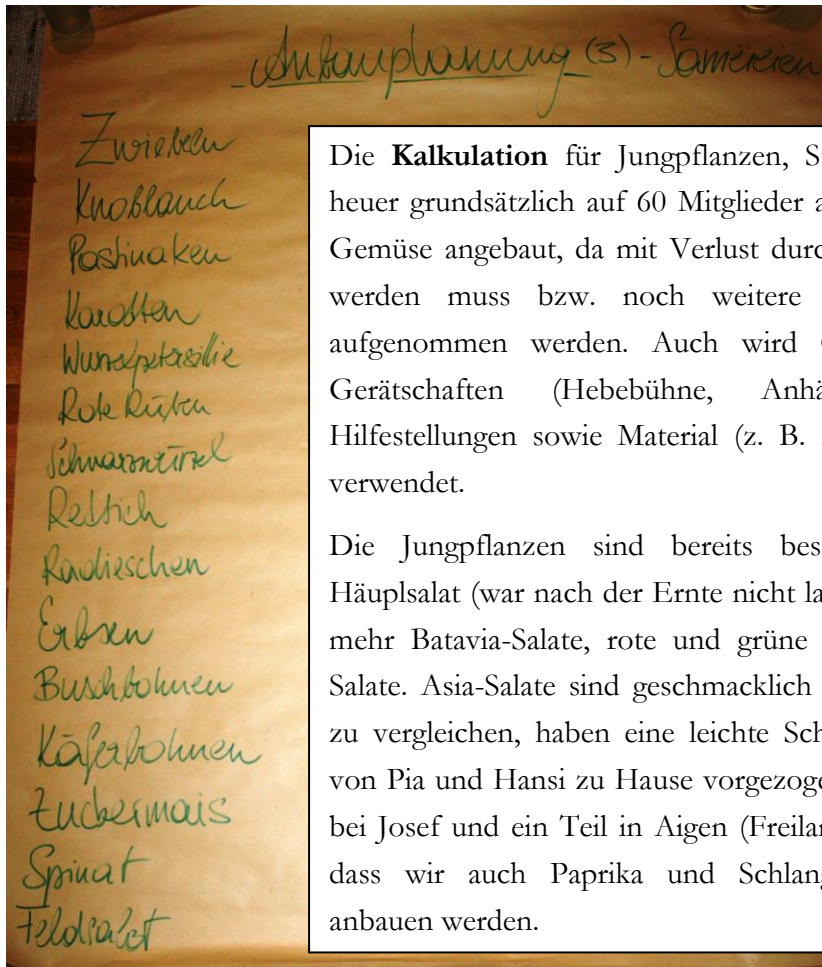 Anbauplanung (3) - Sämereien
Zwiebeln
Knoblauch
Pastinaken
Karotten
Wurzelpetersilie
Rote Rüben
Schwarzwurzel
Rettich
Radieschen
Erbsen
Buschbohnen
Käferbohnen
Zuckermais
Spinat
Feldsalat
Die Kalkulation für Jungpflanzen, S
heuer grundsätzlich auf 60 Mitglieder a
Gemüse angebaut, da mit Verlust durc
werden muss bzw. noch weitere
aufgenommen werden. Auch wird
Gerätschaften (Hebebühne, Anhä
Hilfestellungen sowie Material (z. B.
verwendet.
Die Jungpflanzen sind bereits bes
Häuplsalat (war nach der Ernte nicht la
mehr Batavia-Salate, rote und grüne
Salate. Asia-Salate sind geschmacklich
zu vergleichen, haben eine leichte Sch
von Pia und Hansi zu Hause vorgezoge
bei Josef und ein Teil in Aigen (Freilar
dass wir auch Paprika und Schlang
anbauen werden.